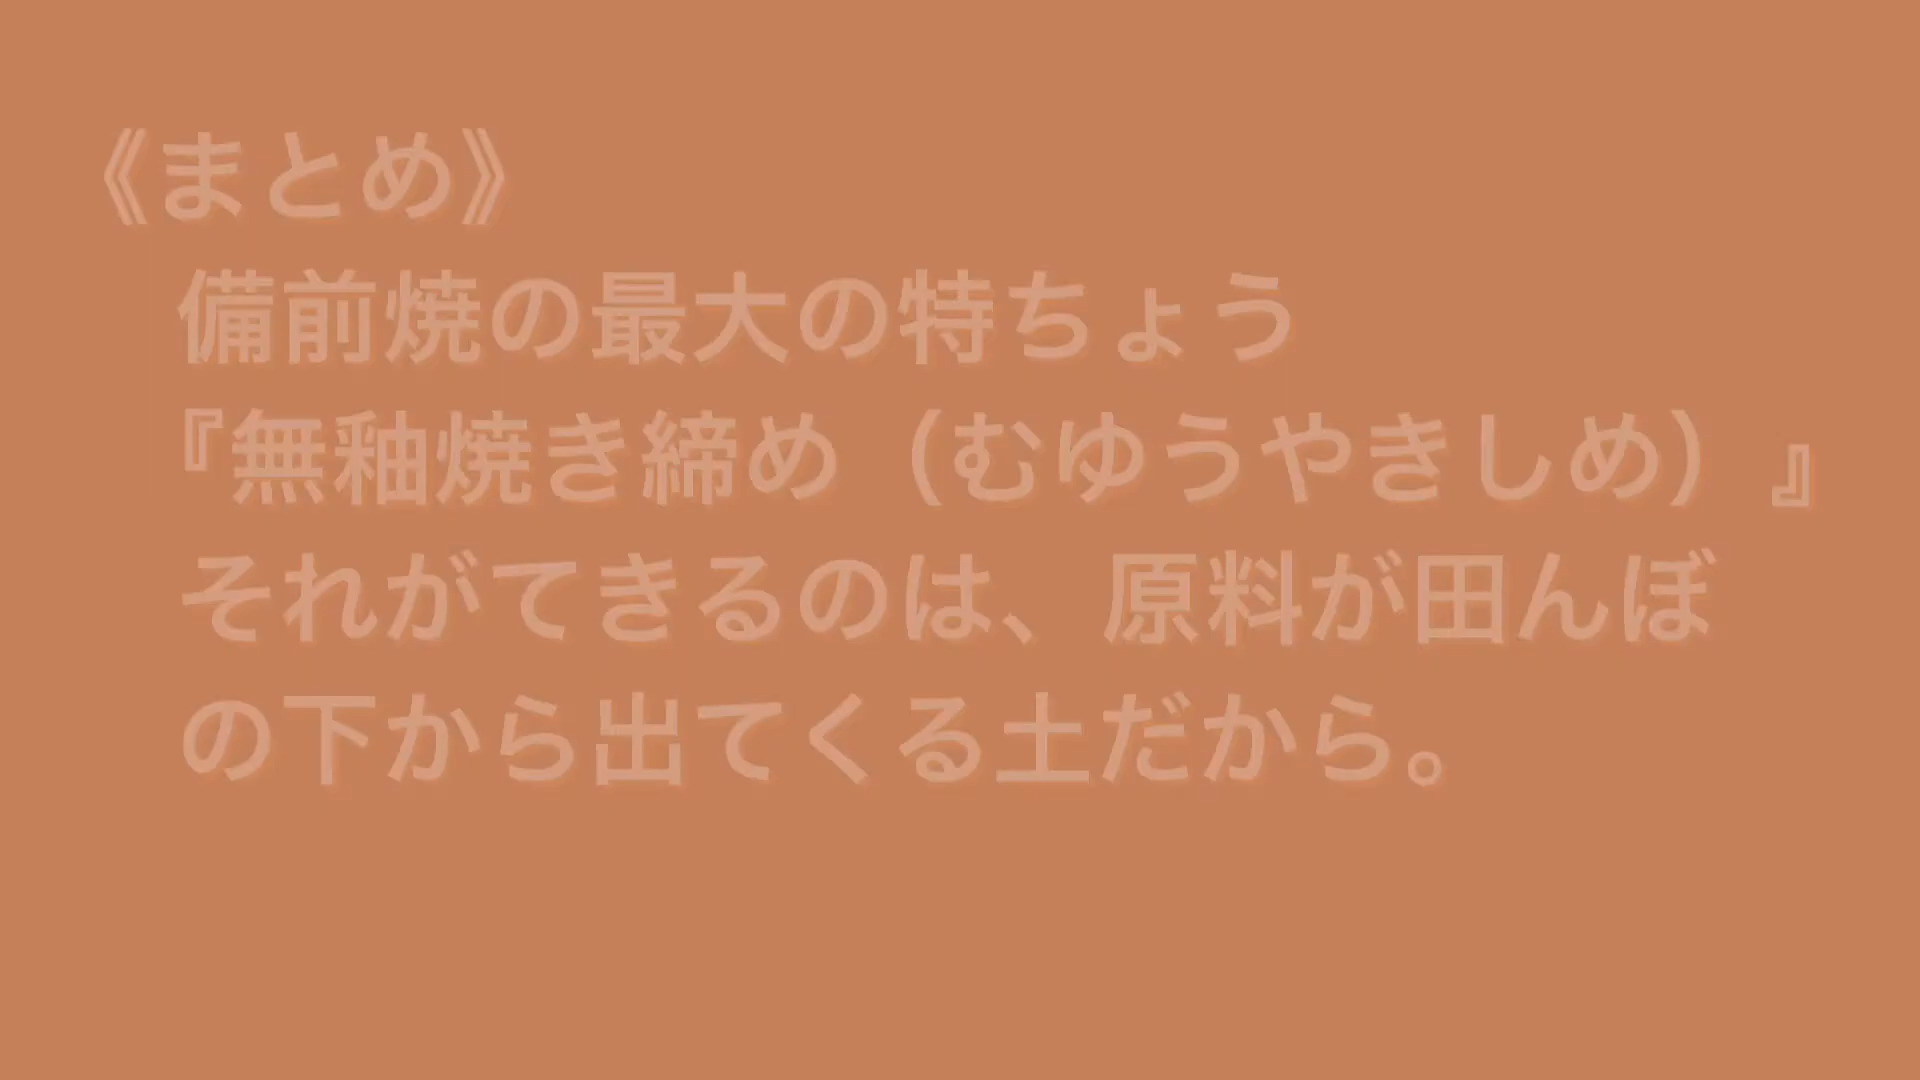 《まとめ》
備前焼の最大の特ちょう
『無釉焼き締め（むゆうやきしめ）』
それがてきるのは、原料が田んぼ
の下から出てくる土だから。